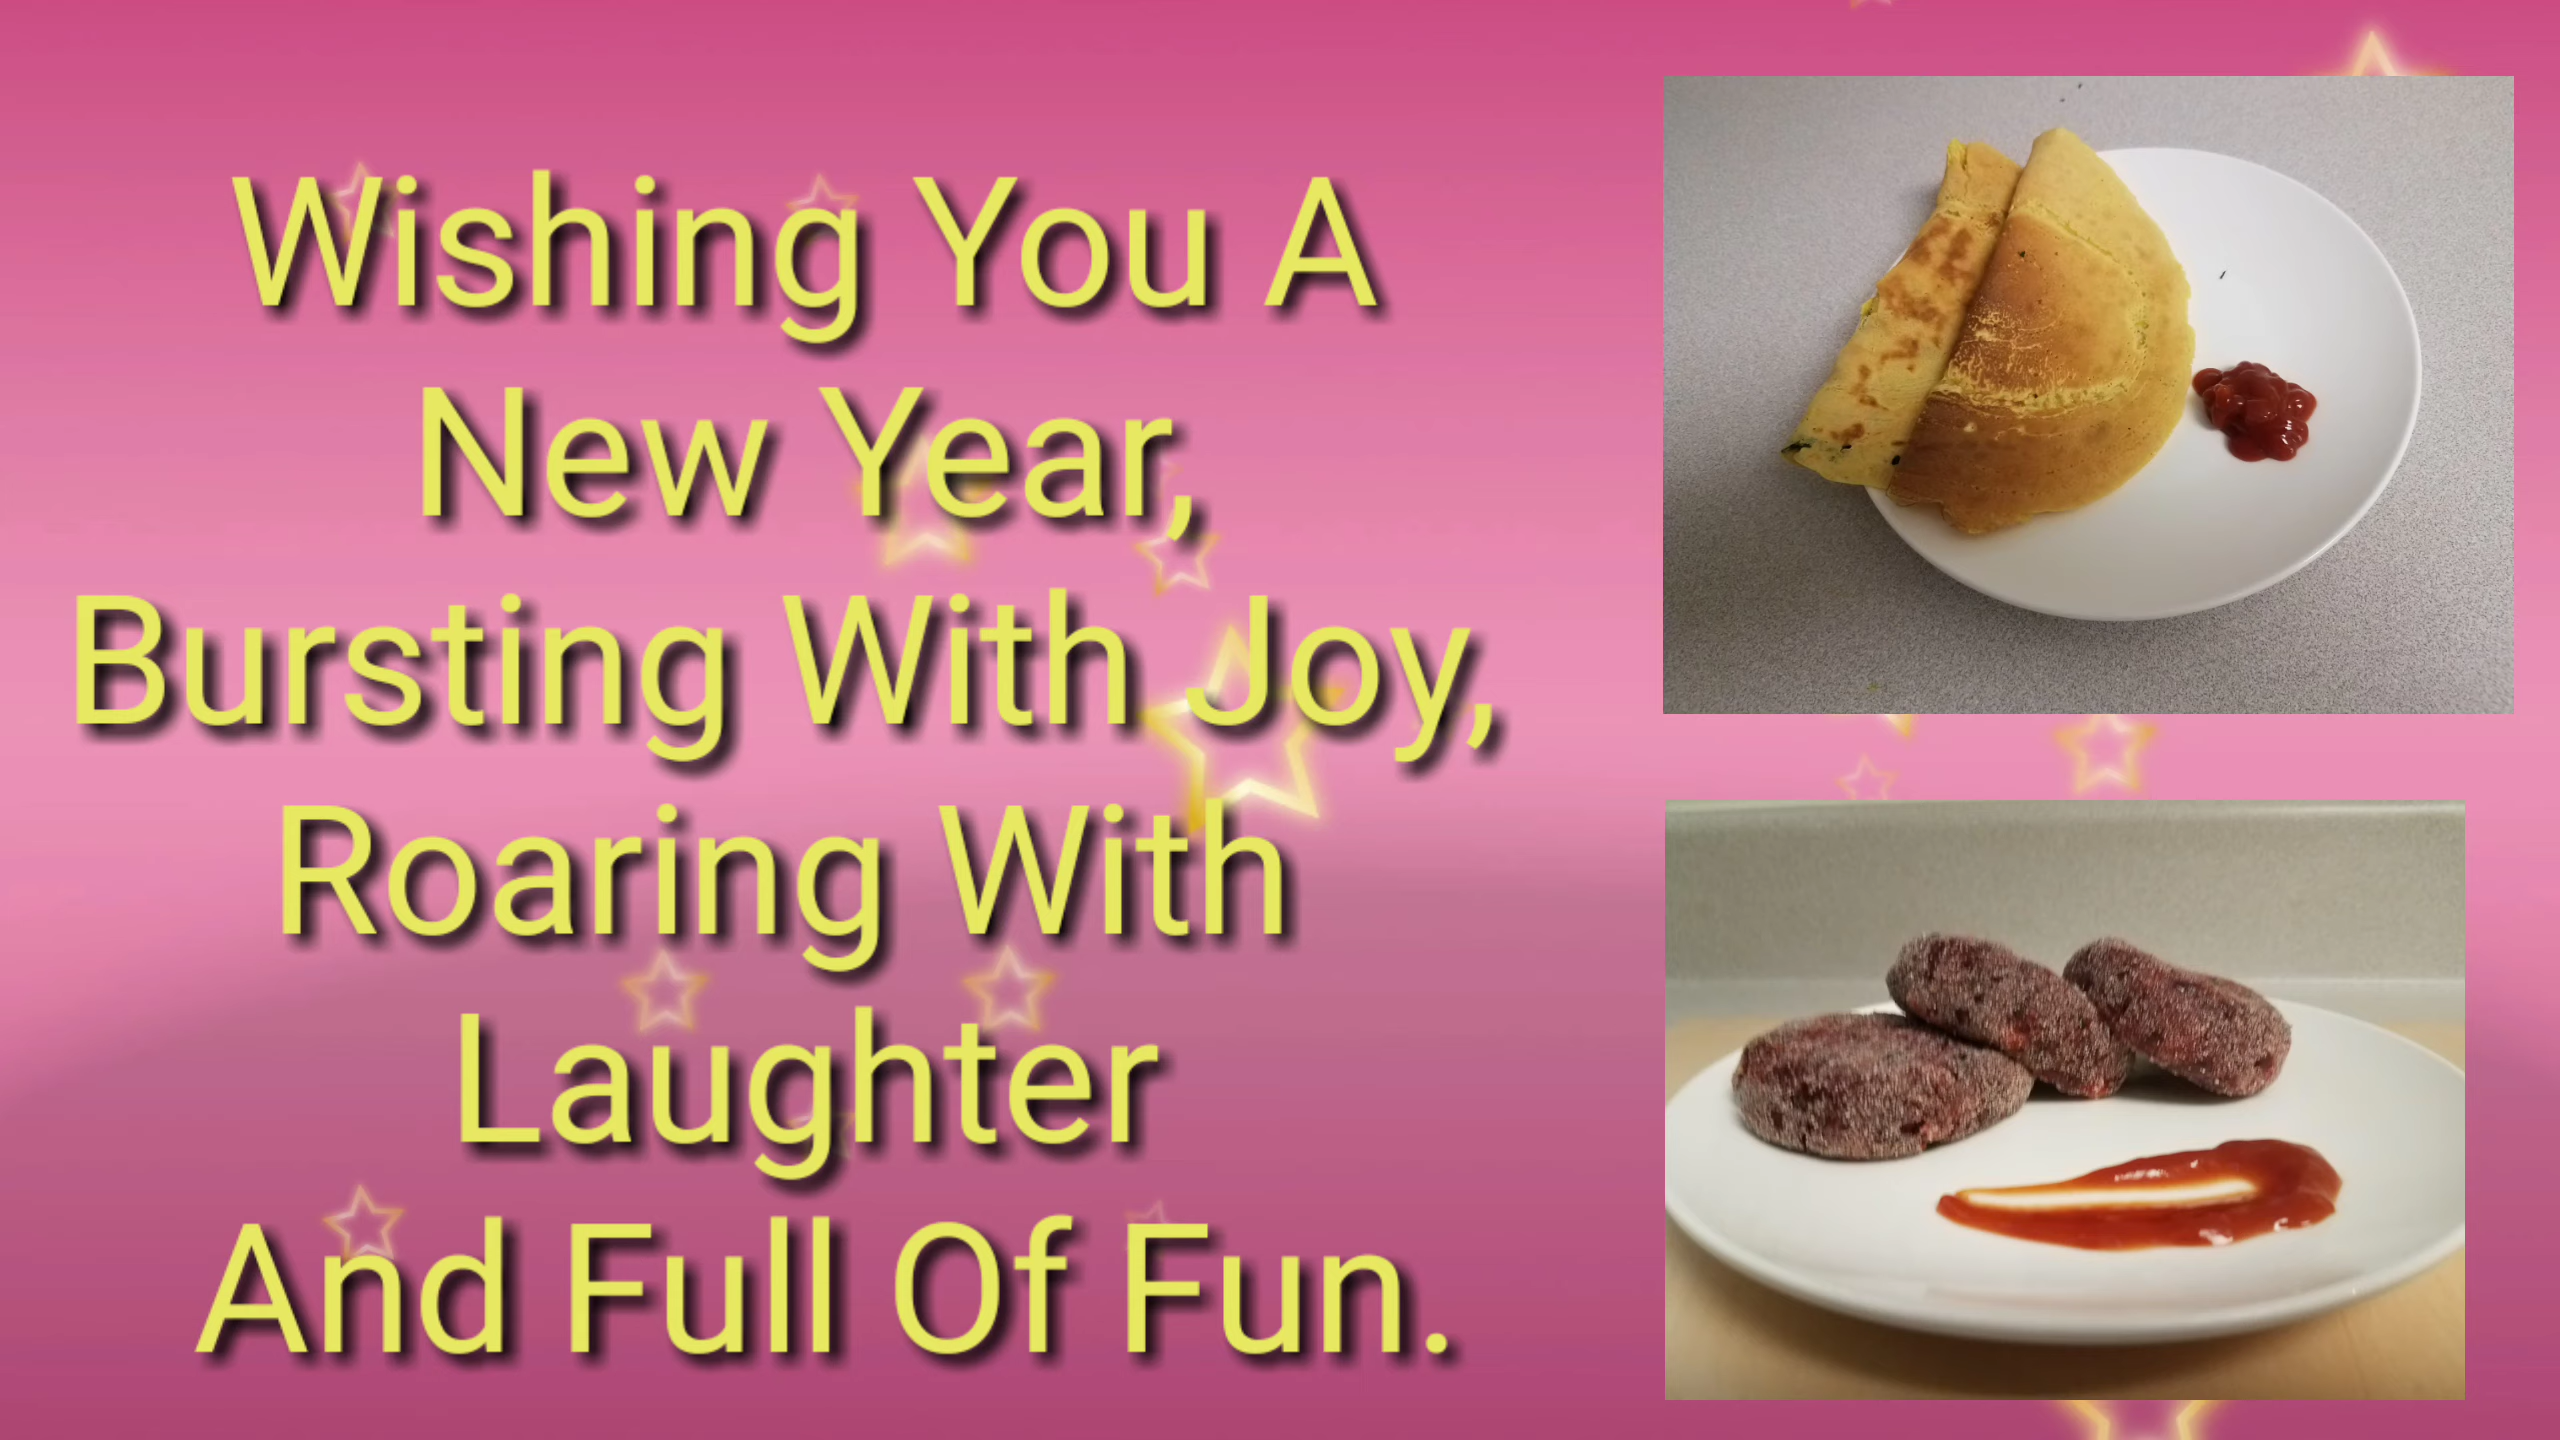 Wishing You A
New Year,
Bursting With Joy,
Roaring With
Laughter
And Full Of Fun.